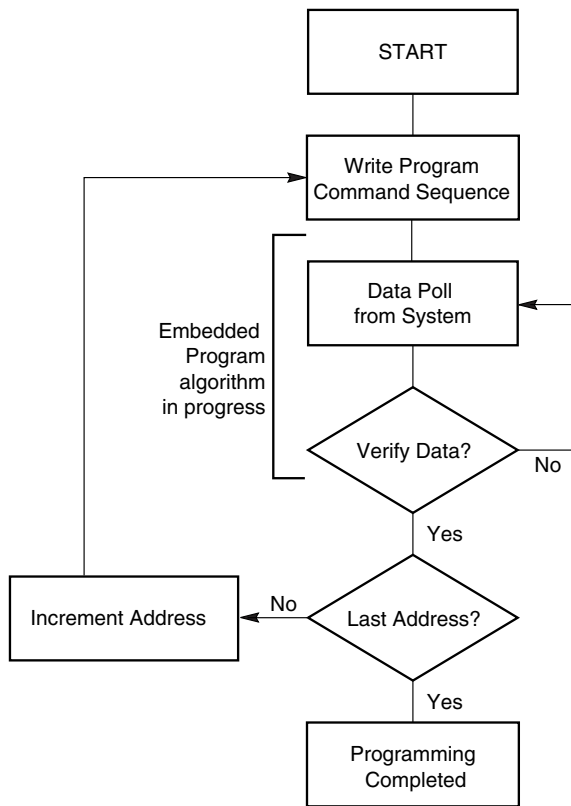 START
Write Program
Command Sequence
Data Poll
from System
Embedded
Program
algorithm
in progress
Verify Data?
No
Yes
Increment Address
No
Last Address?
Yes
Programming
Completed